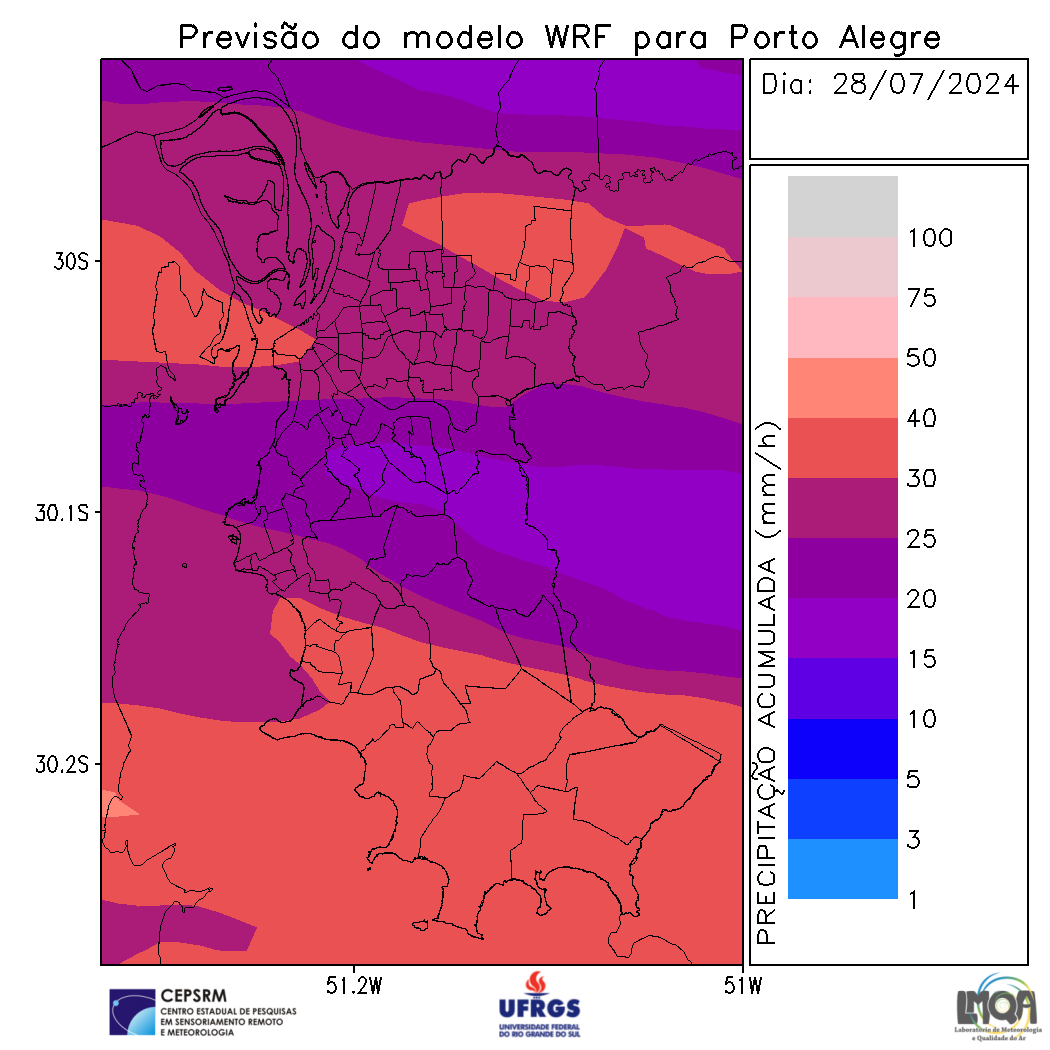 Previsão do modelo WRF para Porto Alegre
Dia: 28/07/2024
30S
30.1S
30.2S
51.2W
51W
PRECIPITAÇÃO ACUMULADA (mm/h)
100
75
50
40
30
25
20
15
10
5
3
1
CEPSRM
CENTRO ESTADUAL DE PESQUISAS
EM SENSORIAMENTO REMOTO
E METEOROLOGIA
UFRGS
UNIVERSIDADE FEDERAL
DO RIO GRANDE DO SUL
LMQA
Laboratório de Meteorologia
e Qualidade do Ar